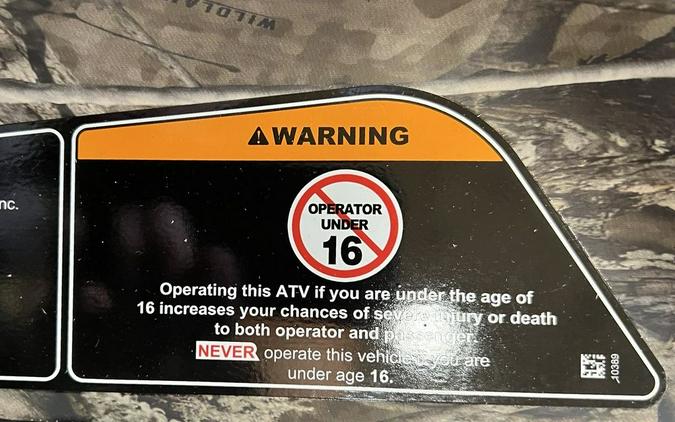 nc.
WARNING
OPERATOR
UNDER
16
Operating this ATV if you are under the age of
16 increases your chances of severe injury or death
to both operator and passenger.
NEVER operate this vehicle if you are
under age 16.
10389